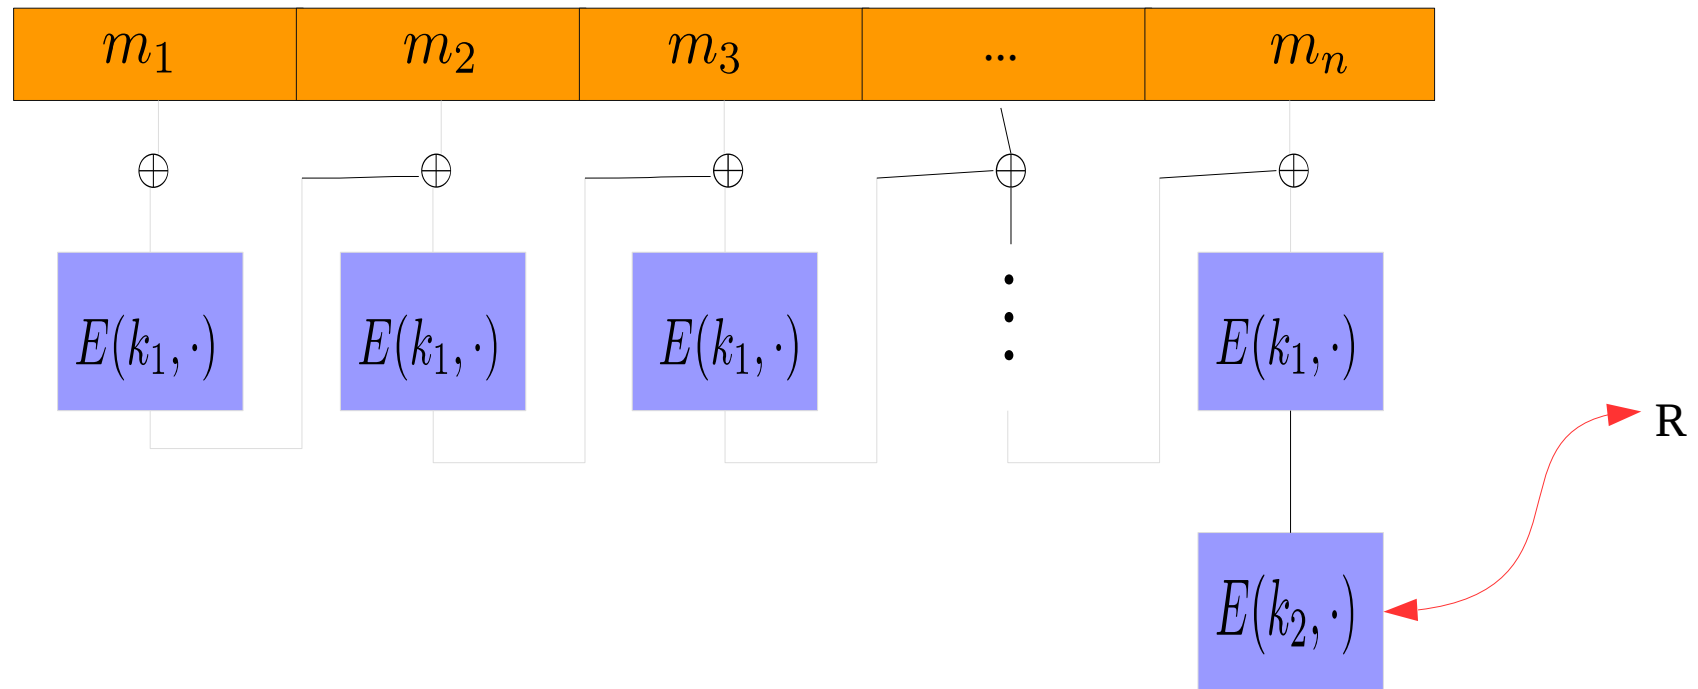 m₁ m₂ m₃ ... mₙ
E(k₁,·) E(k₁,·) E(k₁,·) E(k₁,·)
R
E(k₂,·)